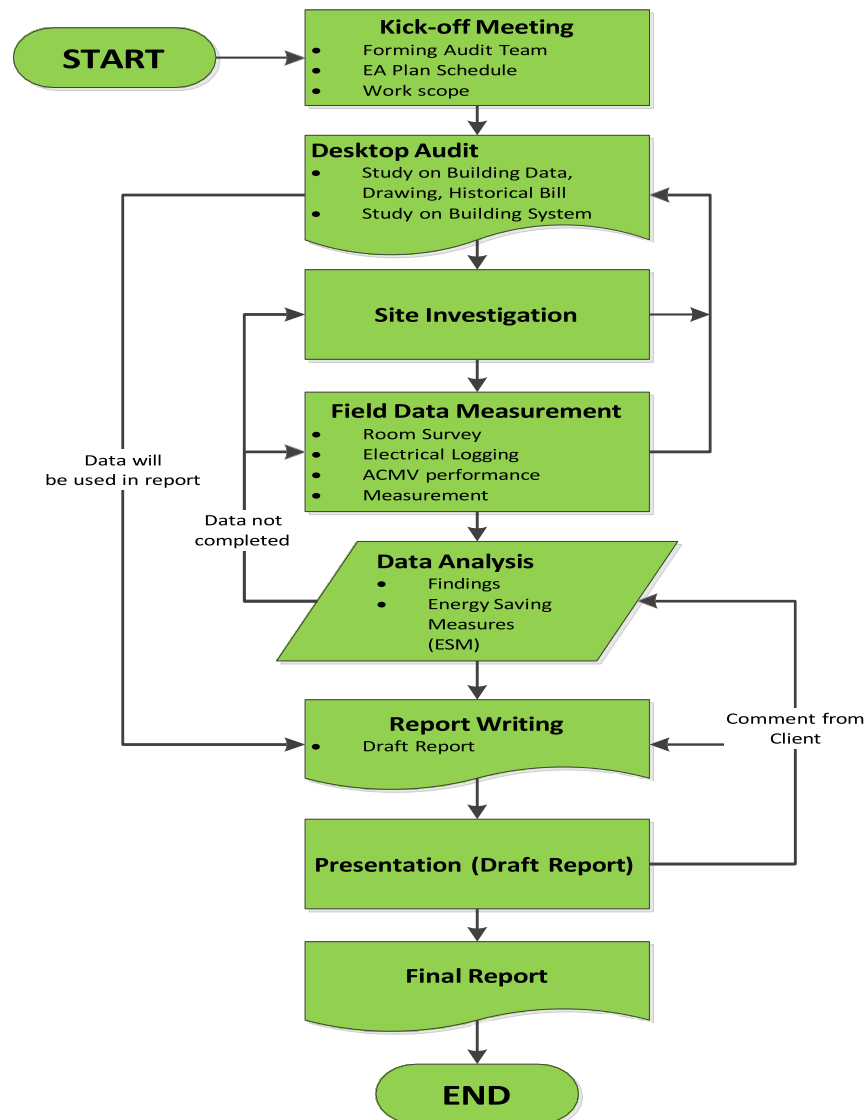 START
Kick-off Meeting
• Forming Audit Team
• EA Plan Schedule
• Work scope
Desktop Audit
• Study on Building Data,
Drawing, Historical Bill
• Study on Building System
Site Investigation
Field Data Measurement
• Room Survey
• Electrical Logging
• ACMV performance
• Measurement
Data will
be used in report
Data not
completed
Data Analysis
• Findings
• Energy Saving
Measures
(ESM)
Report Writing
• Draft Report
Comment from
Client
Presentation (Draft Report)
Final Report
END